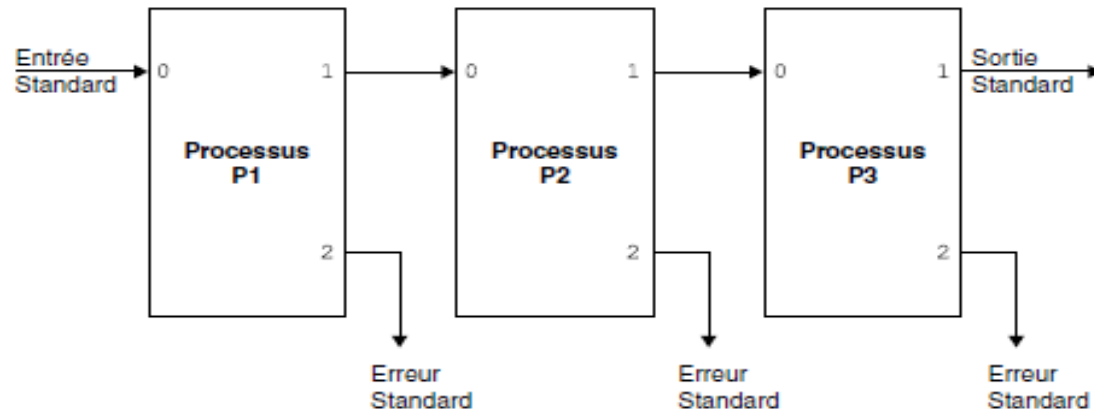 Entrée
Standard
0
1
Processus
P1
2
Erreur
Standard
0
1
Processus
P2
2
Erreur
Standard
0
1
Processus
P3
2
Erreur
Standard
Sortie
Standard